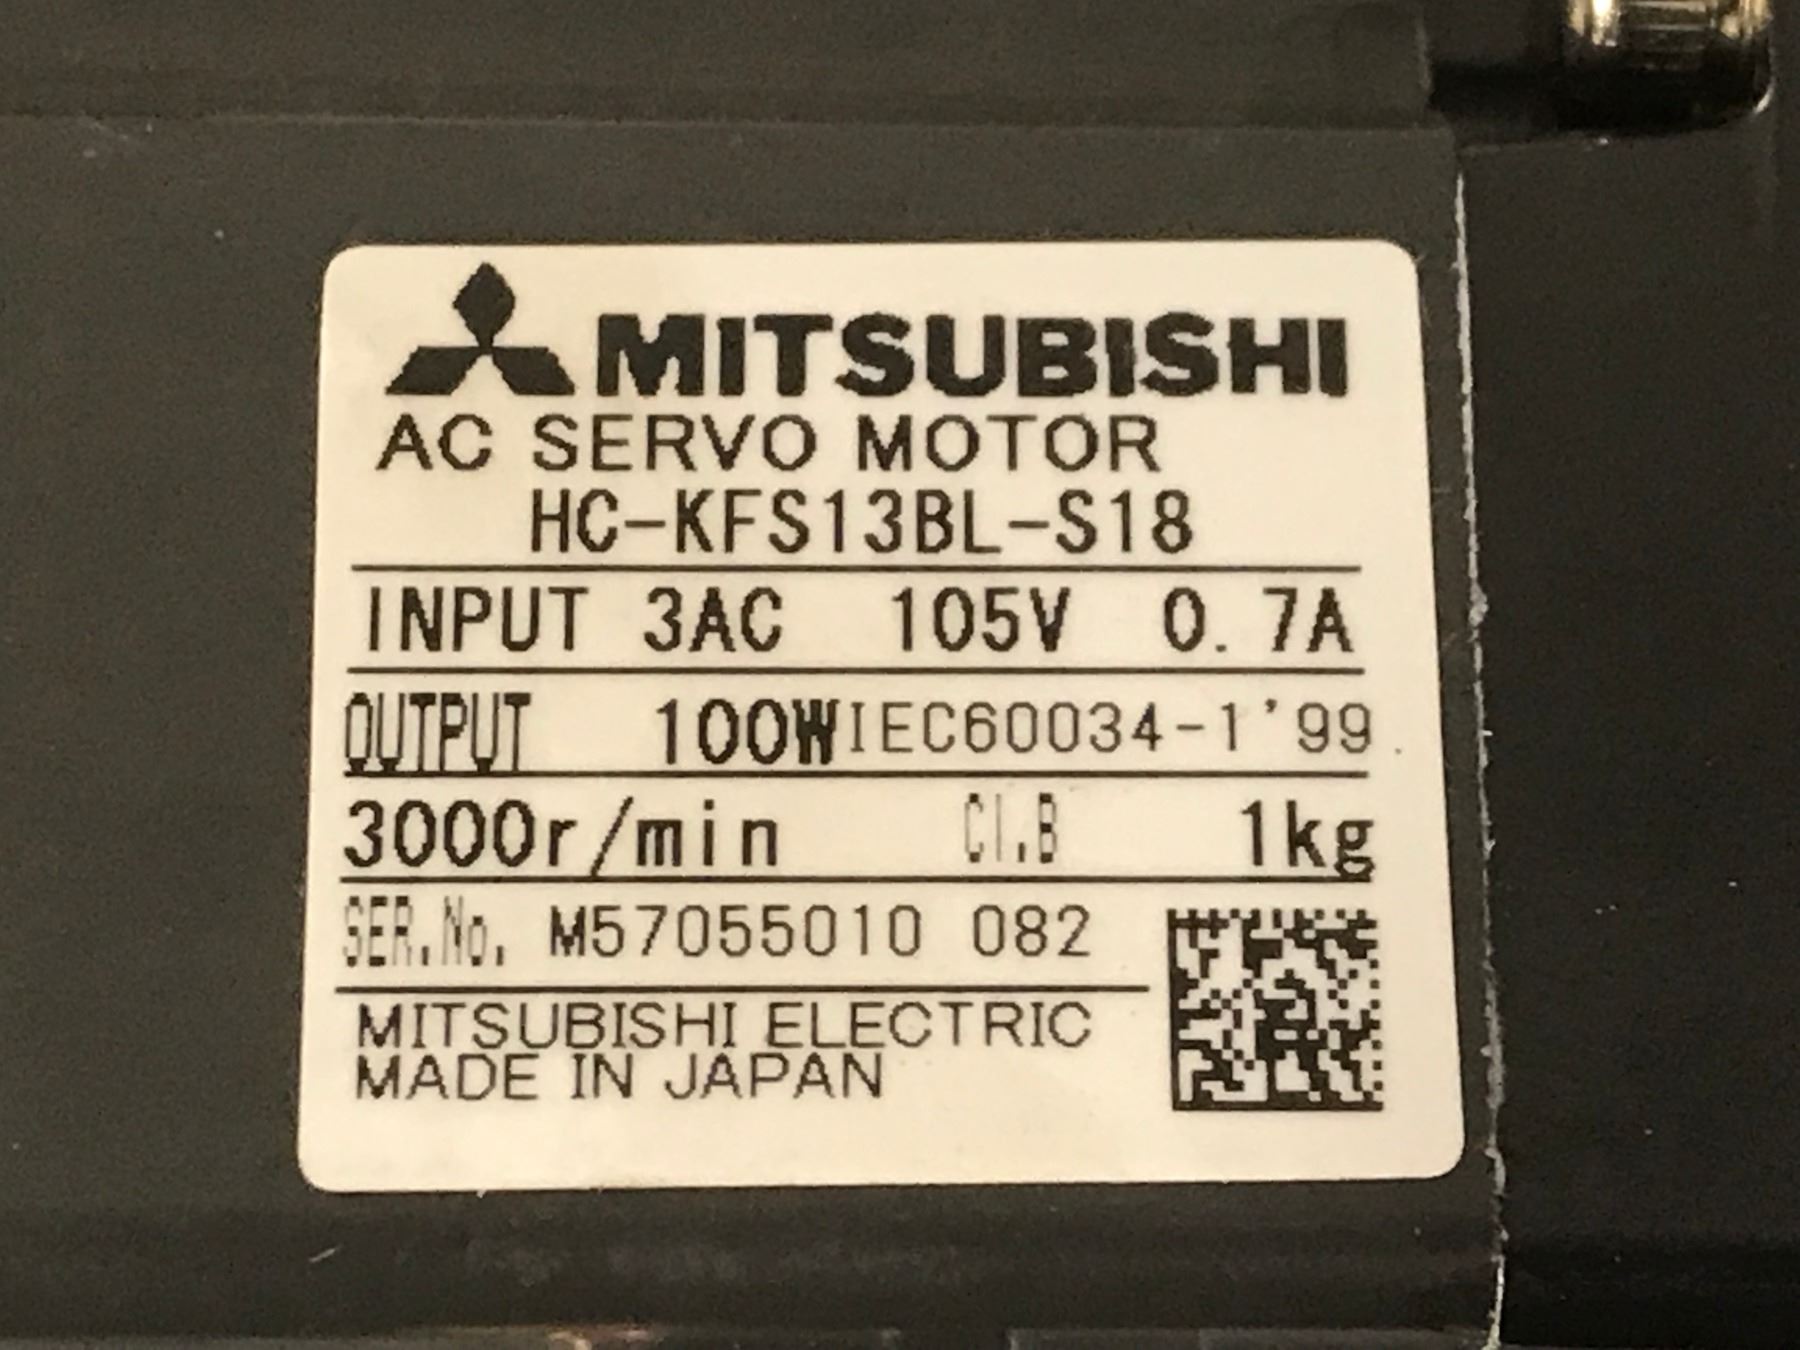 MITSUBISHI
AC SERVO MOTOR
HC-KFS13BL-S18
INPUT 3AC 105V 0.7A
OUTPUT 100W IEC60034-1'99
3000r/min CI.B 1kg
SER.No. M57055010 082
MITSUBISHI ELECTRIC
MADE IN JAPAN